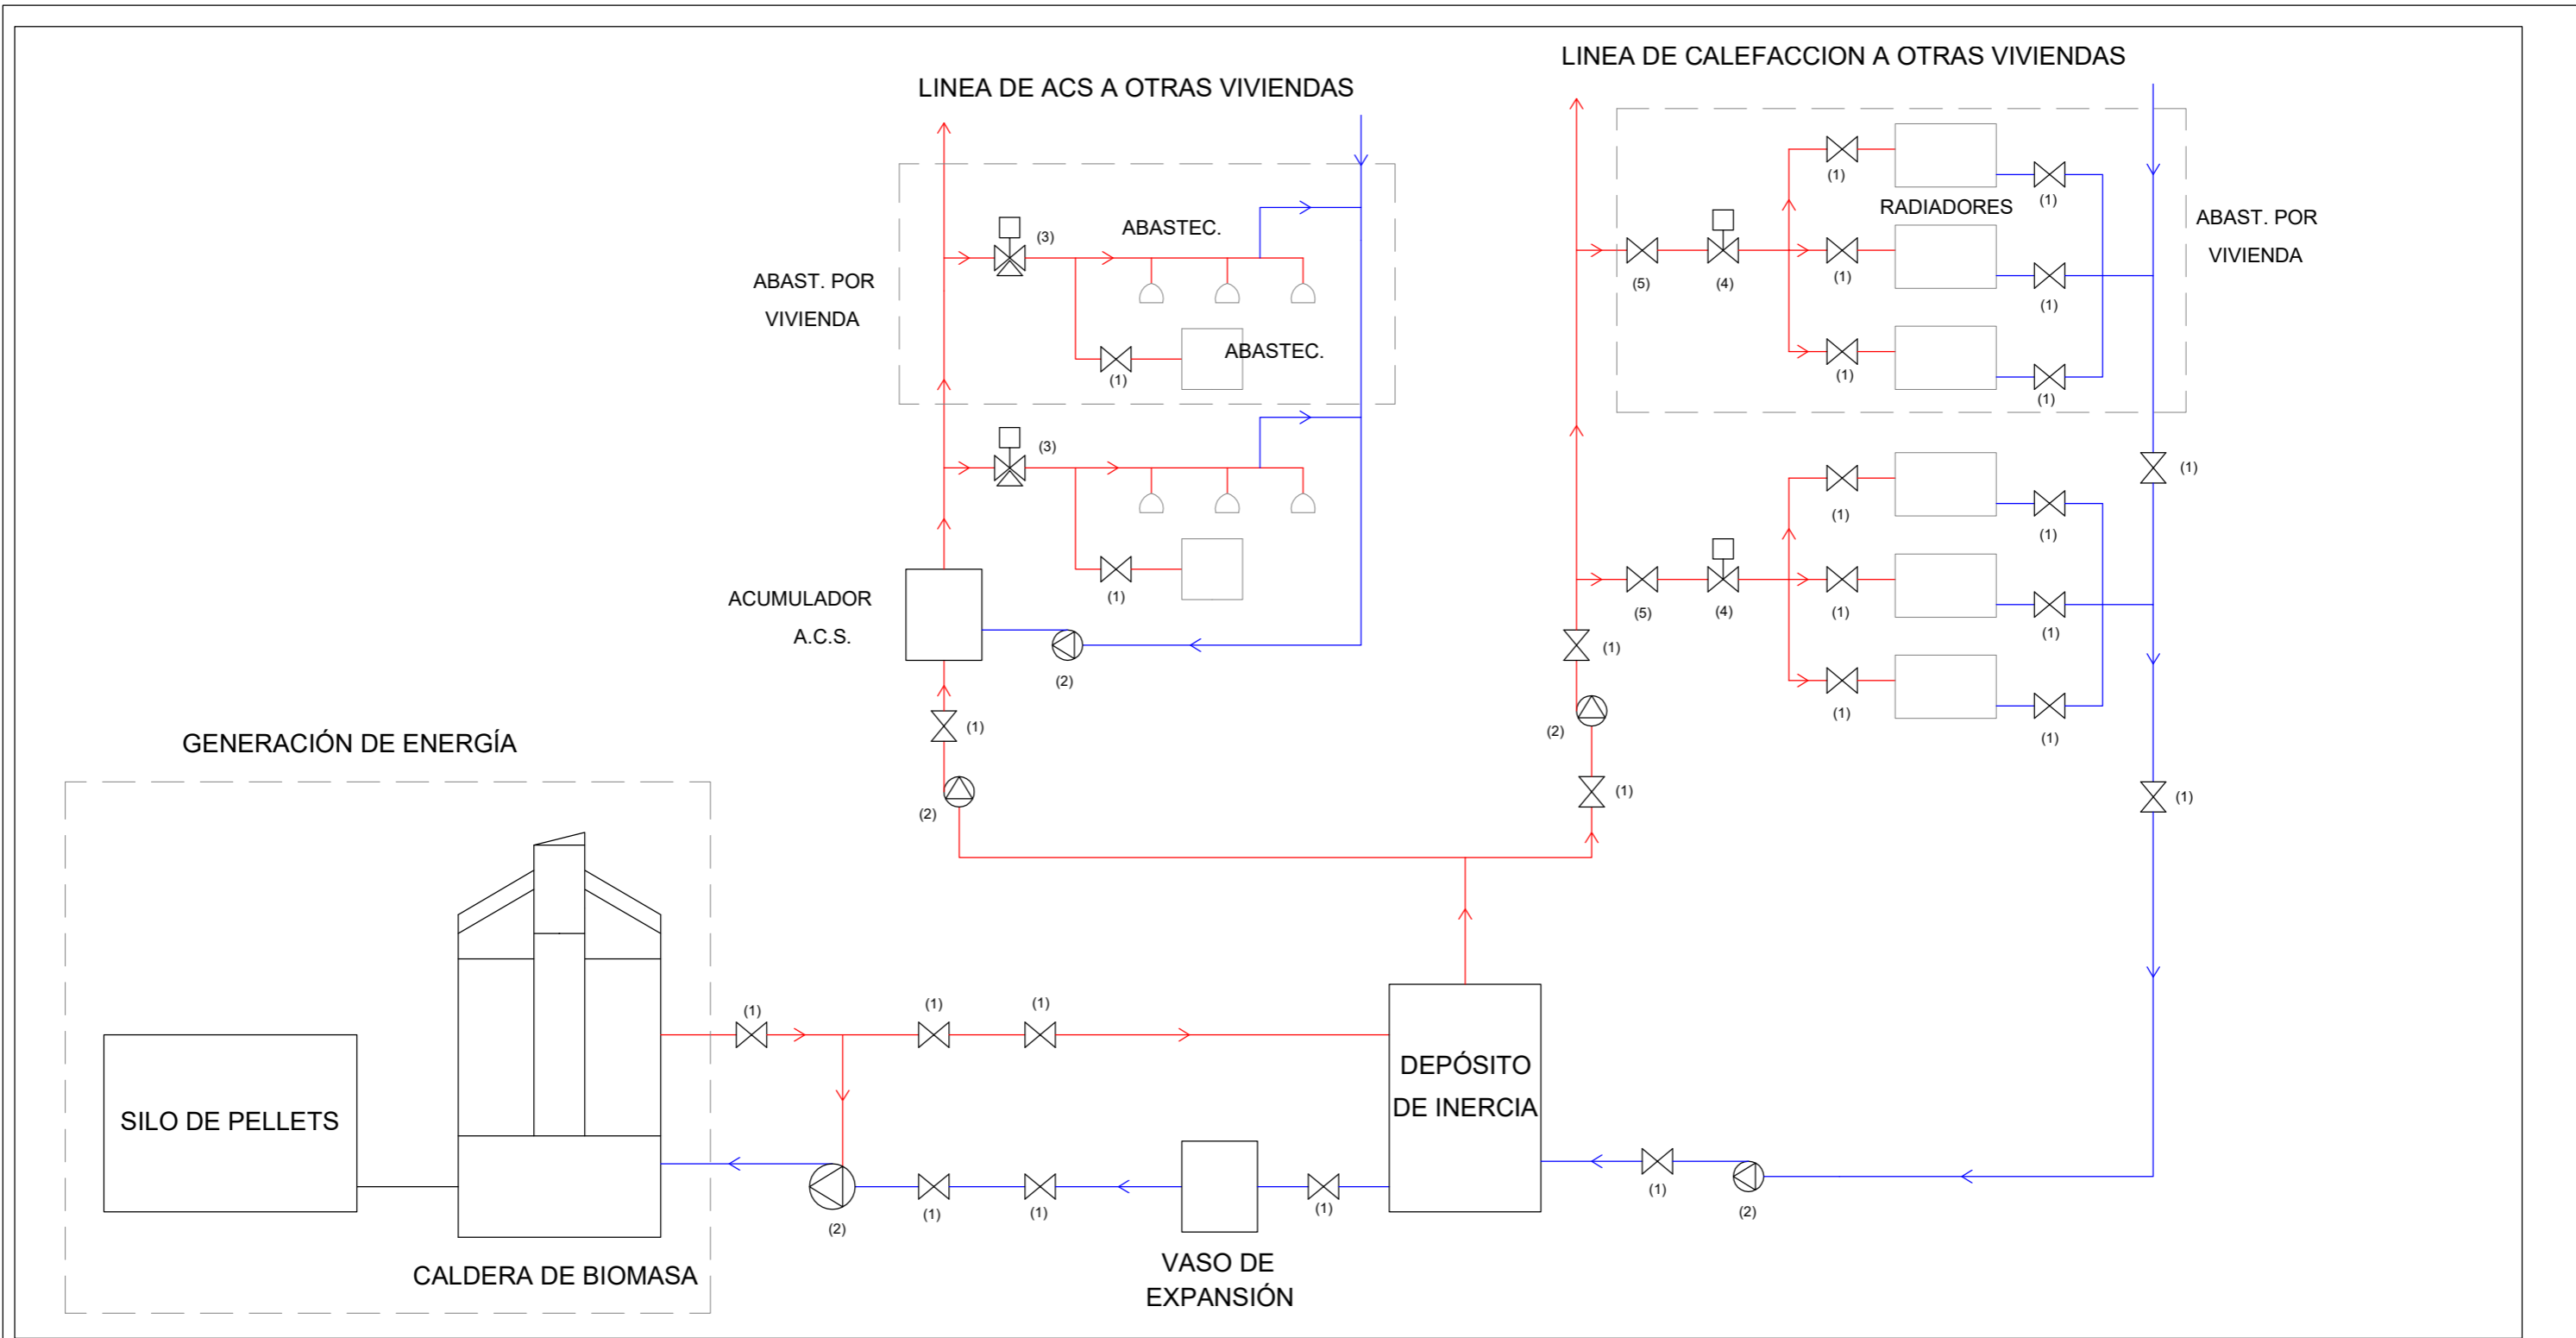 LINEA DE CALEFACCION A OTRAS VIVIENDAS
LINEA DE ACS A OTRAS VIVIENDAS
(1)
(1)
RADIADORES
ABAST. POR
VIVIENDA
(3)
ABASTEC.
(5)
(4)
(1)
(1)
ABAST. POR
VIVIENDA
ABASTEC.
(1)
(1)
(1)
(3)
(1)
(1)
(1)
(1)
(5)
(4)
(1)
(1)
ACUMULADOR
A.C.S.
(1)
(2)
(1)
(1)
(1)
(2)
(1)
GENERACIÓN DE ENERGÍA
(2)
(1)
(1)
(1)
(1)
(1)
SILO DE PELLETS
DEPÓSITO
DE INERCIA
(2)
(1)
(1)
(1)
(1)
(2)
CALDERA DE BIOMASA
VASO DE
EXPANSIÓN